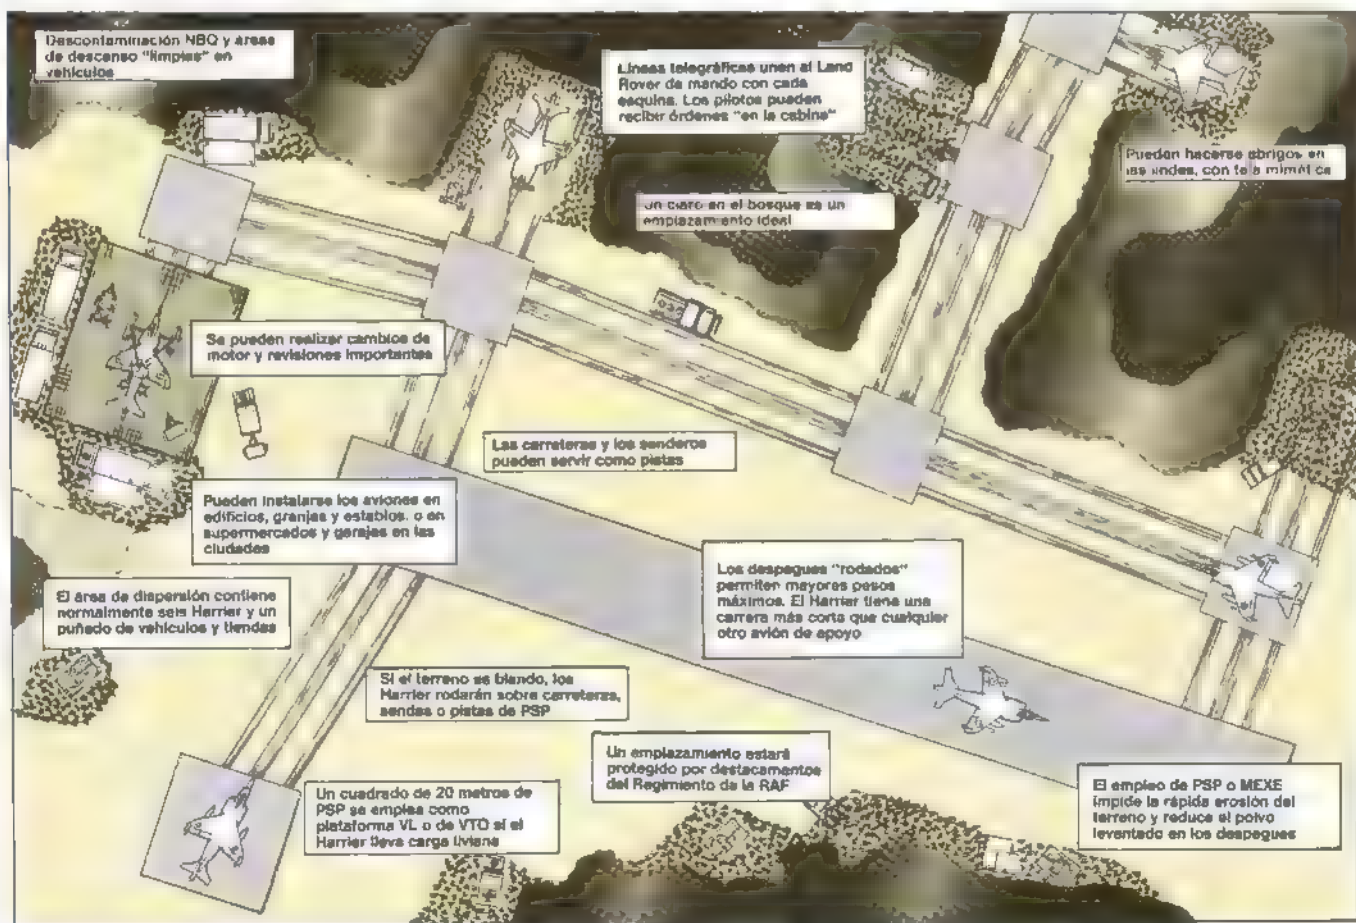 Descontaminación NBQ y áreas
de descenso "limpias" en
vehículos
Líneas telegráficas unen al Land
Rover de mando con cada
esquina. Los pilotos pueden
recibir órdenes "en la cabina"
Pueden hacerse abrigos en
las lindes, con tela mimética
Un claro en el bosque es un
emplazamiento ideal
Se pueden realizar cambios de
motor y revisiones importantes
Las carreteras y los senderos
pueden servir como pistas
Pueden instalarse los aviones en
edificios, granjas y establos, o en
supermercados y garajes en las
ciudades
Los despegues "rodados"
permiten mayores pesos
máximos. El Harrier tiene una
carrera más corta que cualquier
otro avión de apoyo
El área de dispersión contiene
normalmente seis Harrier y un
puñado de vehículos y tiendas
Si el terreno es blando, los
Harrier rodarán sobre carreteras,
sendas o pistas de PSP
Un emplazamiento estará
protegido por destacamentos
del Regimiento de la RAF
Un cuadrado de 20 metros de
PSP se emplea como
plataforma VL o de VTO si el
Harrier lleva carga liviana
El empleo de PSP o MEXE
impide la rápida erosión del
terreno y reduce el polvo
levantado en los despegues